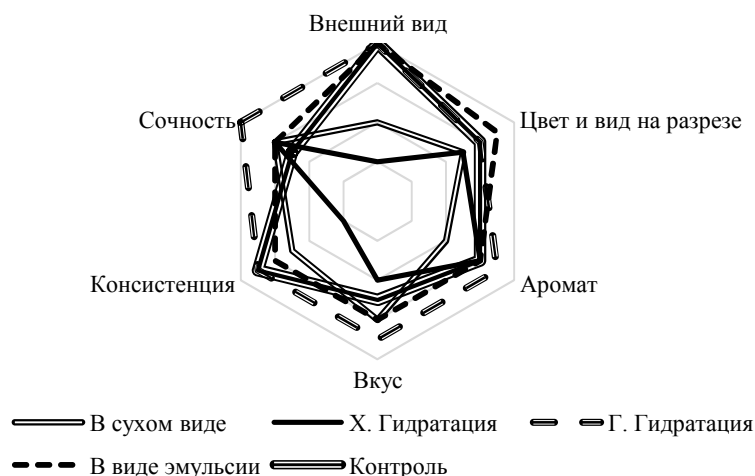 Внешний вид
Сочность
Цвет и вид на разрезе
Консистенция
Аромат
Вкус
В сухом виде
Х. Гидратация
Г. Гидратация
В виде эмульсии
Контроль